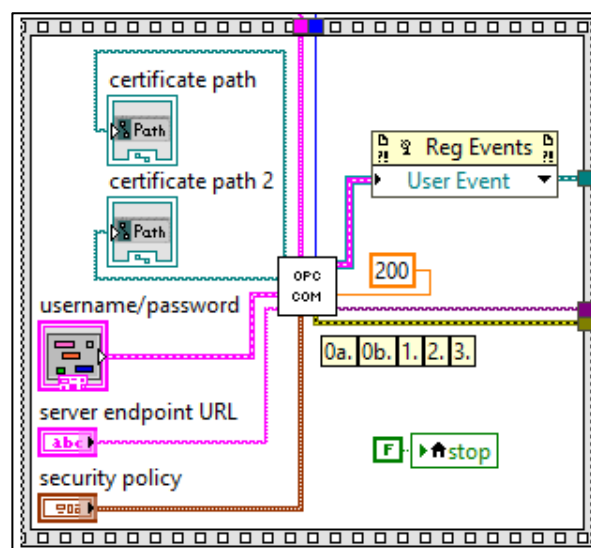 certificate path
Path
certificate path 2
Path
Reg Events
User Event
OPC
COM
200
username/password
0a. 0b. 1. 2. 3.
server endpoint URL
abc
F
stop
security policy